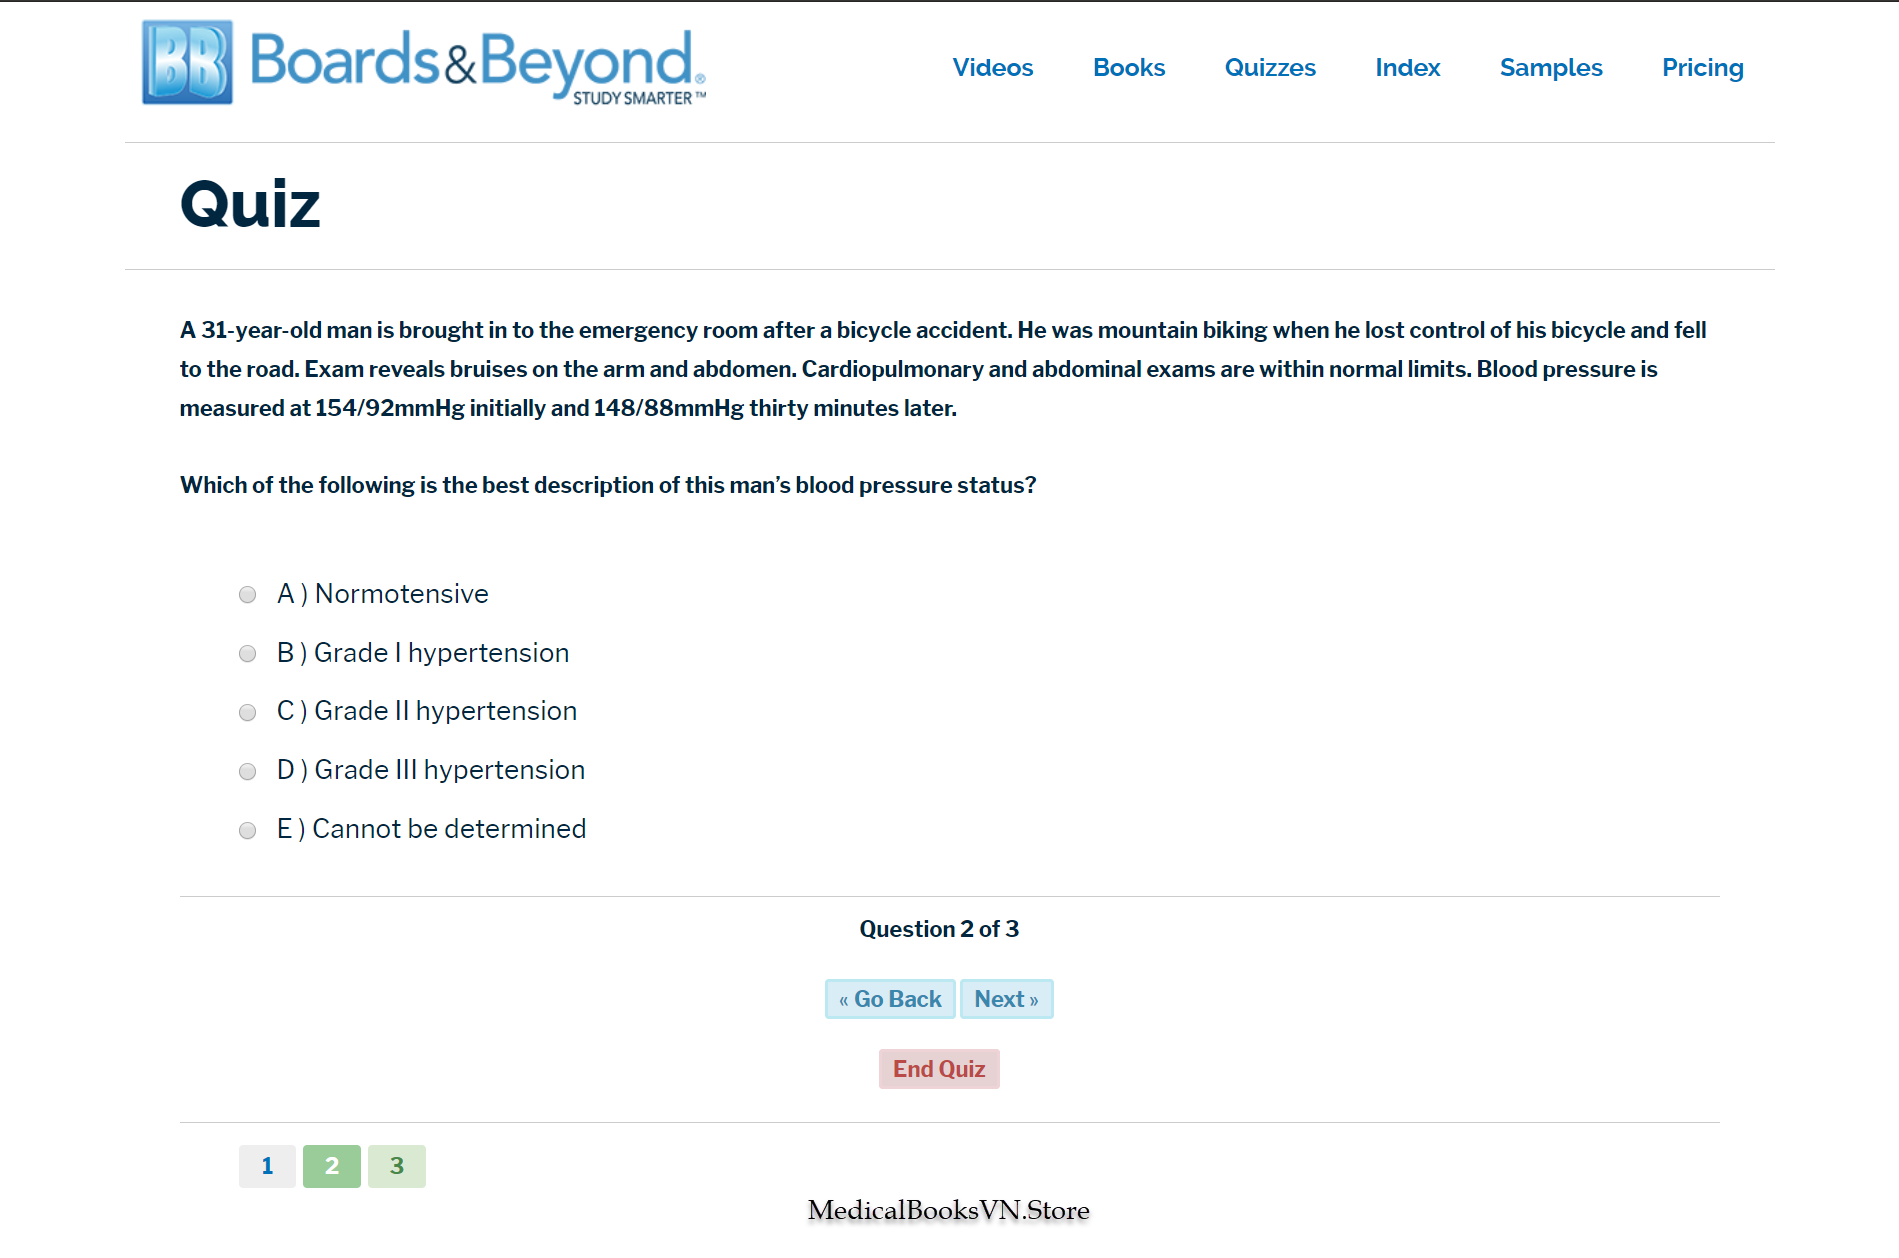 BB Boards&Beyond®
STUDY SMARTER™
Videos Books Quizzes Index Samples Pricing
Quiz
A 31-year-old man is brought in to the emergency room after a bicycle accident. He was mountain biking when he lost control of his bicycle and fell
to the road. Exam reveals bruises on the arm and abdomen. Cardiopulmonary and abdominal exams are within normal limits. Blood pressure is
measured at 154/92mmHg initially and 148/88mmHg thirty minutes later.
Which of the following is the best description of this man’s blood pressure status?
A ) Normotensive
B ) Grade I hypertension
C ) Grade II hypertension
D ) Grade III hypertension
E ) Cannot be determined
Question 2 of 3
« Go Back Next »
End Quiz
1 2 3
MedicalBooksVN.Store